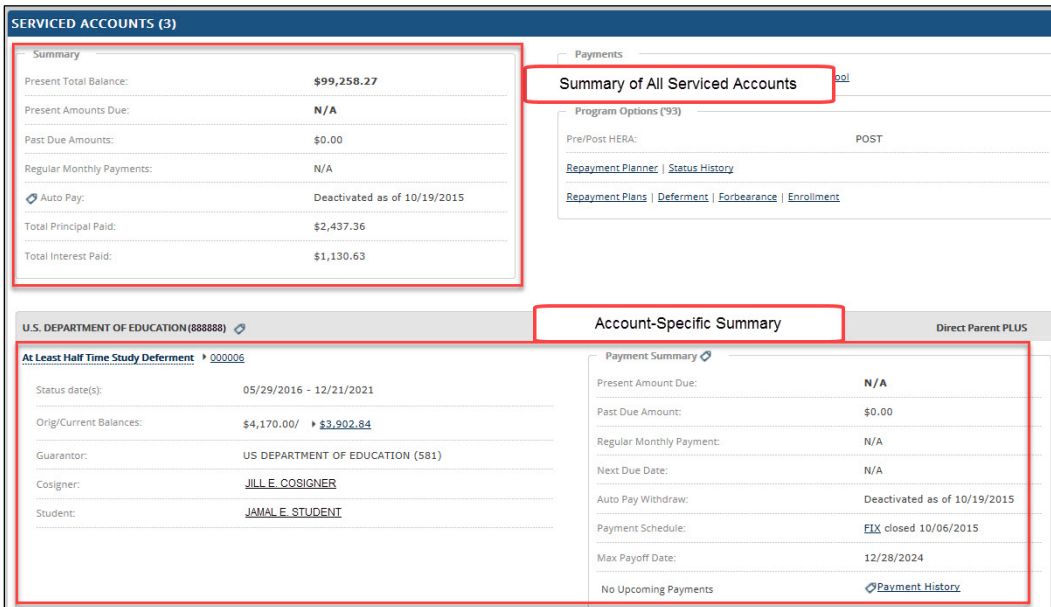 SERVICED ACCOUNTS (3)
Summary
Present Total Balance: $99,258.27
Present Amounts Due: N/A
Past Due Amounts: $0.00
Regular Monthly Payments: N/A
Auto Pay: Deactivated as of 10/19/2015
Total Principal Paid: $2,437.36
Total Interest Paid: $1,130.63
Payments
Summary of All Serviced Accounts
Program Options ('93)
Pre/Post HERA: POST
Repayment Planner | Status History
Repayment Plans | Deferment | Forbearance | Enrollment
Account-Specific Summary
U.S. DEPARTMENT OF EDUCATION(888888) Direct Parent PLUS
At Least Half Time Study Deferment 000006
Status date(s): 05/29/2016 - 12/21/2021
Orig/Current Balances: $4,170.00/ $3,902.84
Guarantor: US DEPARTMENT OF EDUCATION (581)
Cosigner: JILL E. COSIGNER
Student: JAMAL E. STUDENT
Payment Summary
Present Amount Due: N/A
Past Due Amount: $0.00
Regular Monthly Payment: N/A
Next Due Date: N/A
Auto Pay Withdraw: Deactivated as of 10/19/2015
Payment Schedule: FIX closed 10/06/2015
Max Payoff Date: 12/28/2024
No Upcoming Payments Payment History